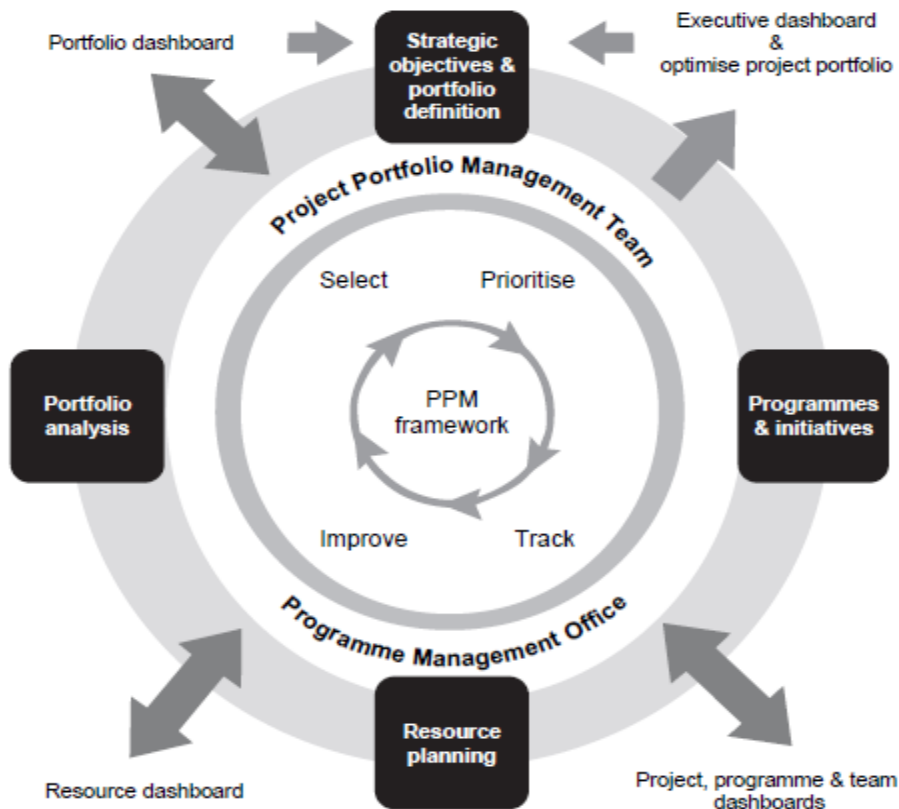 Portfolio dashboard
Strategic
objectives &
portfolio
definition
Executive dashboard
&
optimise project portfolio
Project Portfolio Management Team
Select
Prioritise
Portfolio
analysis
PPM
framework
Programmes
& initiatives
Improve
Track
Programme Management Office
Resource
planning
Resource dashboard
Project, programme & team
dashboards